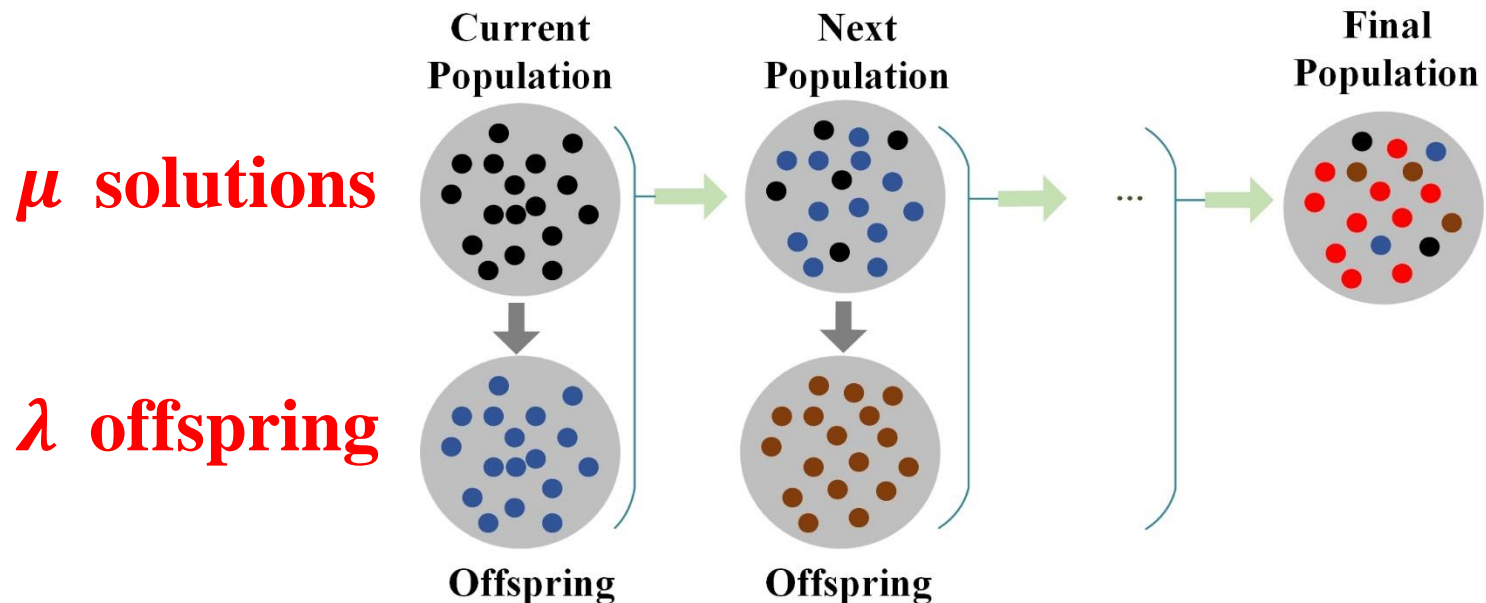 Current
Population
Next
Population
Final
Population
μ solutions
...
λ offspring
Offspring
Offspring